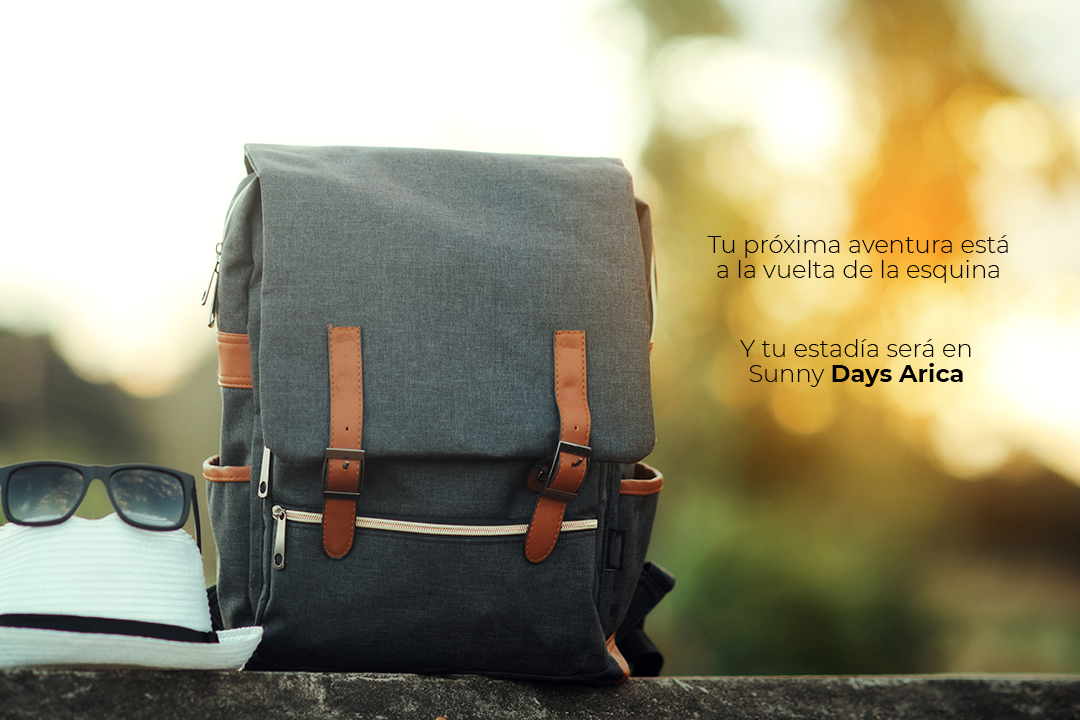 Tu próxima aventura está
a la vuelta de la esquina
Y tu estadía será en
Sunny Days Arica